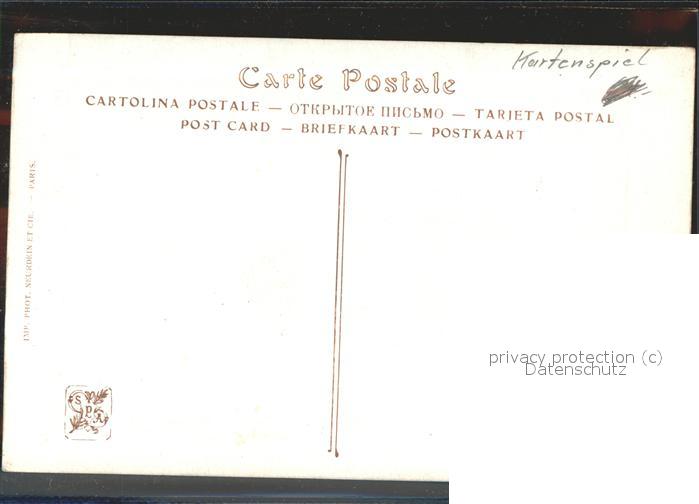 Kartenspiel
Carte Postale
CARTOLINA POSTALE — ОТКРЫТОЕ ПИСЬМО — TARJETA POSTAL
POST CARD — BRIEFKAART — POSTKAART
IMP. PHOT. NEURDEIN ET CIE. — PARIS.
S P P A
privacy protection (c)
Datenschutz